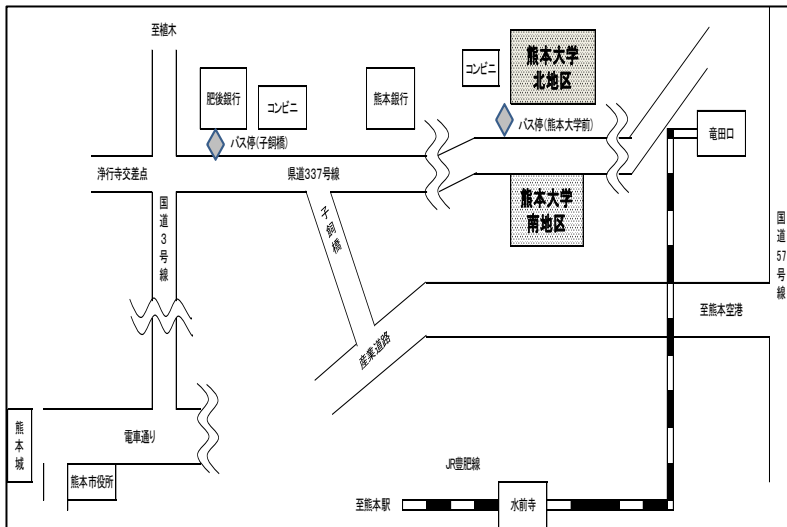 至植木
肥後銀行
コンビニ
熊本銀行
コンビニ
熊本大学
北地区
バス停(子飼橋)
バス停(熊本大学前)
竜田口
浄行寺交差点
県道337号線
熊本大学
南地区
国道3号線
子飼橋
国道57号線
至熊本空港
産業道路
熊本城
電車通り
熊本市役所
JR豊肥線
至熊本駅
水前寺